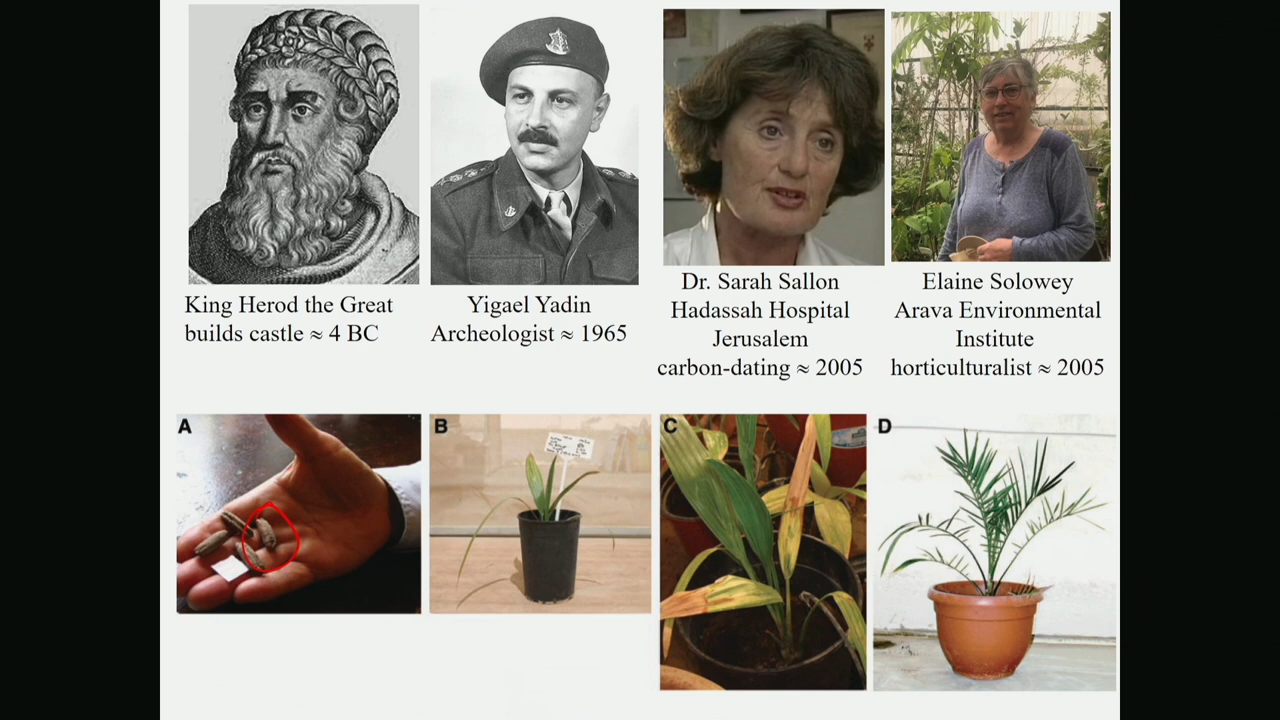 King Herod the Great
builds castle ≈ 4 BC
Yigael Yadin
Archeologist ≈ 1965
Dr. Sarah Sallon
Hadassah Hospital
Jerusalem
carbon-dating ≈ 2005
Elaine Solowey
Arava Environmental
Institute
horticulturalist ≈ 2005
A
B
C
D